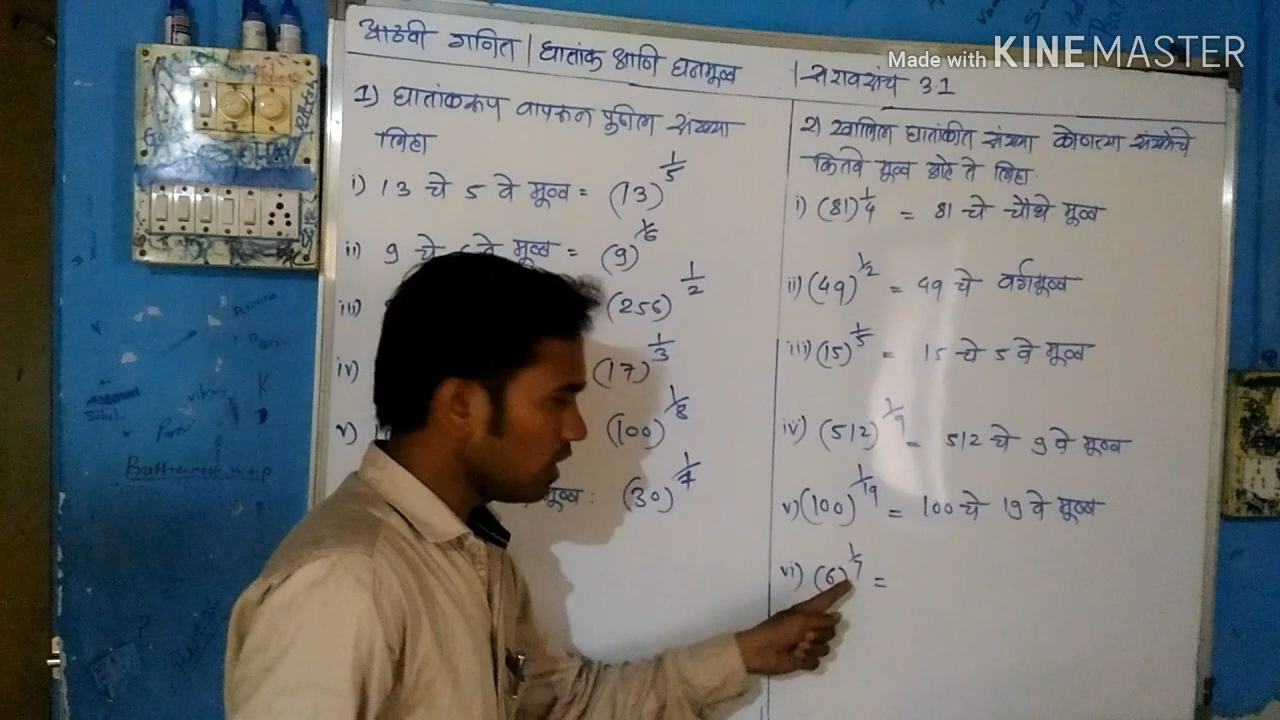 Made with KINEMASTER
आठवी गणित | घातांक आणि घनमूळ | सरावसंच 3.1
1) घातांकरूप वापरून पुढील संख्या
लिहा
i) 13 चे 5 वे मूळ = (13)^1/5
ii) 9 चे 6 वे मूळ = (9)^1/6
iii) (256)^1/2
iv) (17)^1/3
v) (100)^1/8
मूळ : (30)^1/7
२) खालिल घातांकीत संख्या कोणत्या संख्येचे
कितवे मूळ आहे ते लिहा.
i) (81)^1/4 = 81 चे चौथे मूळ
ii) (49)^1/2 = 49 चे वर्गमूळ
iii) (15)^1/5 = 15 चे 5 वे मूळ
iv) (512)^1/9 = 512 चे 9 वे मूळ
v) (100)^1/19 = 100 चे 19 वे मूळ
vi) (6)^1/7 =